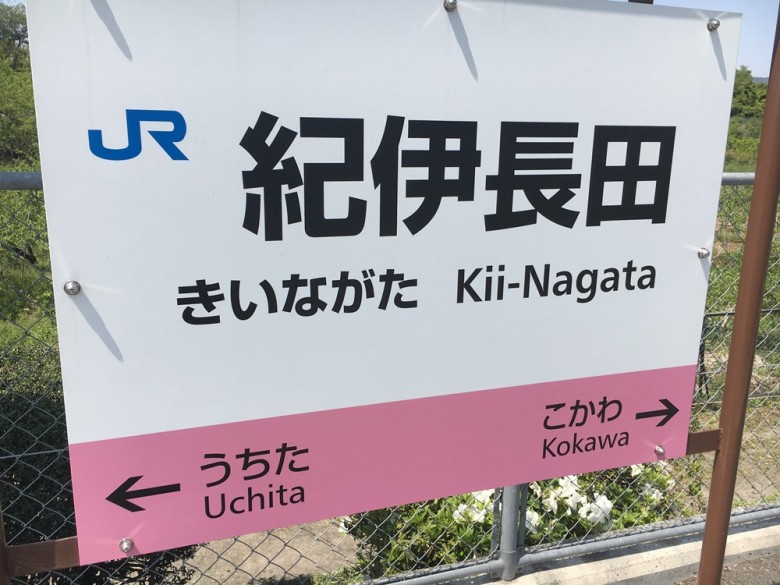 JR 紀伊長田
きいながた Kii-Nagata
こかわ →
Kokawa
← うちた
Uchita